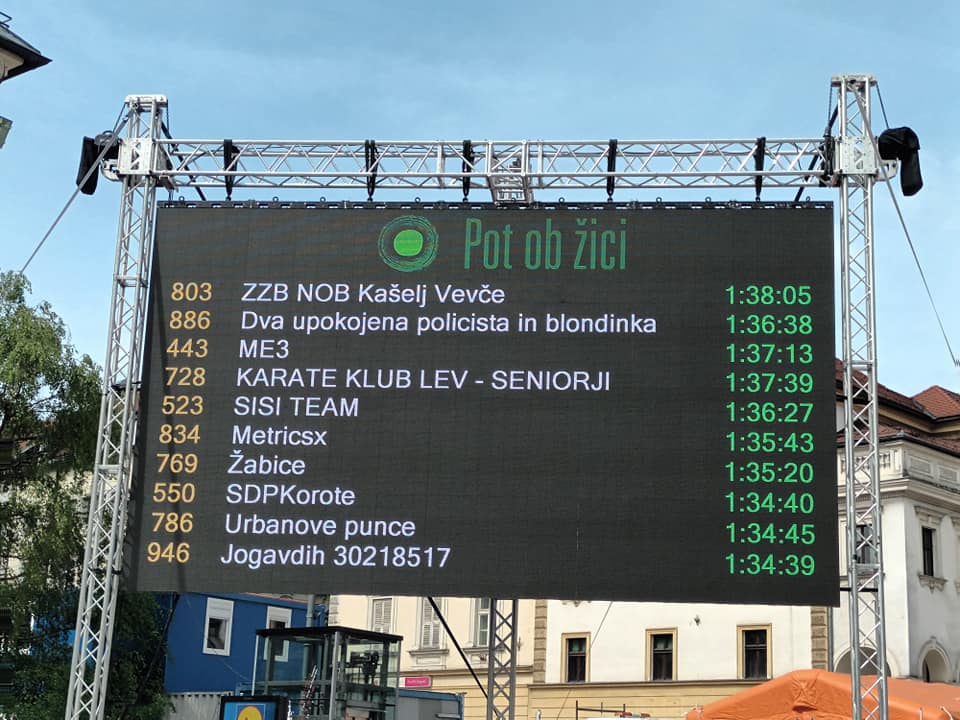 Pot ob žici
803 ZZB NOB Kašelj Vevče 1:38:05
886 Dva upokojena policista in blondinka 1:36:38
443 ME3 1:37:13
728 KARATE KLUB LEV - SENIORJI 1:37:39
523 SISI TEAM 1:36:27
834 Metricsx 1:35:43
769 Žabice 1:35:20
550 SDPKorote 1:34:40
786 Urbanove punce 1:34:45
946 Jogavdih 30218517 1:34:39